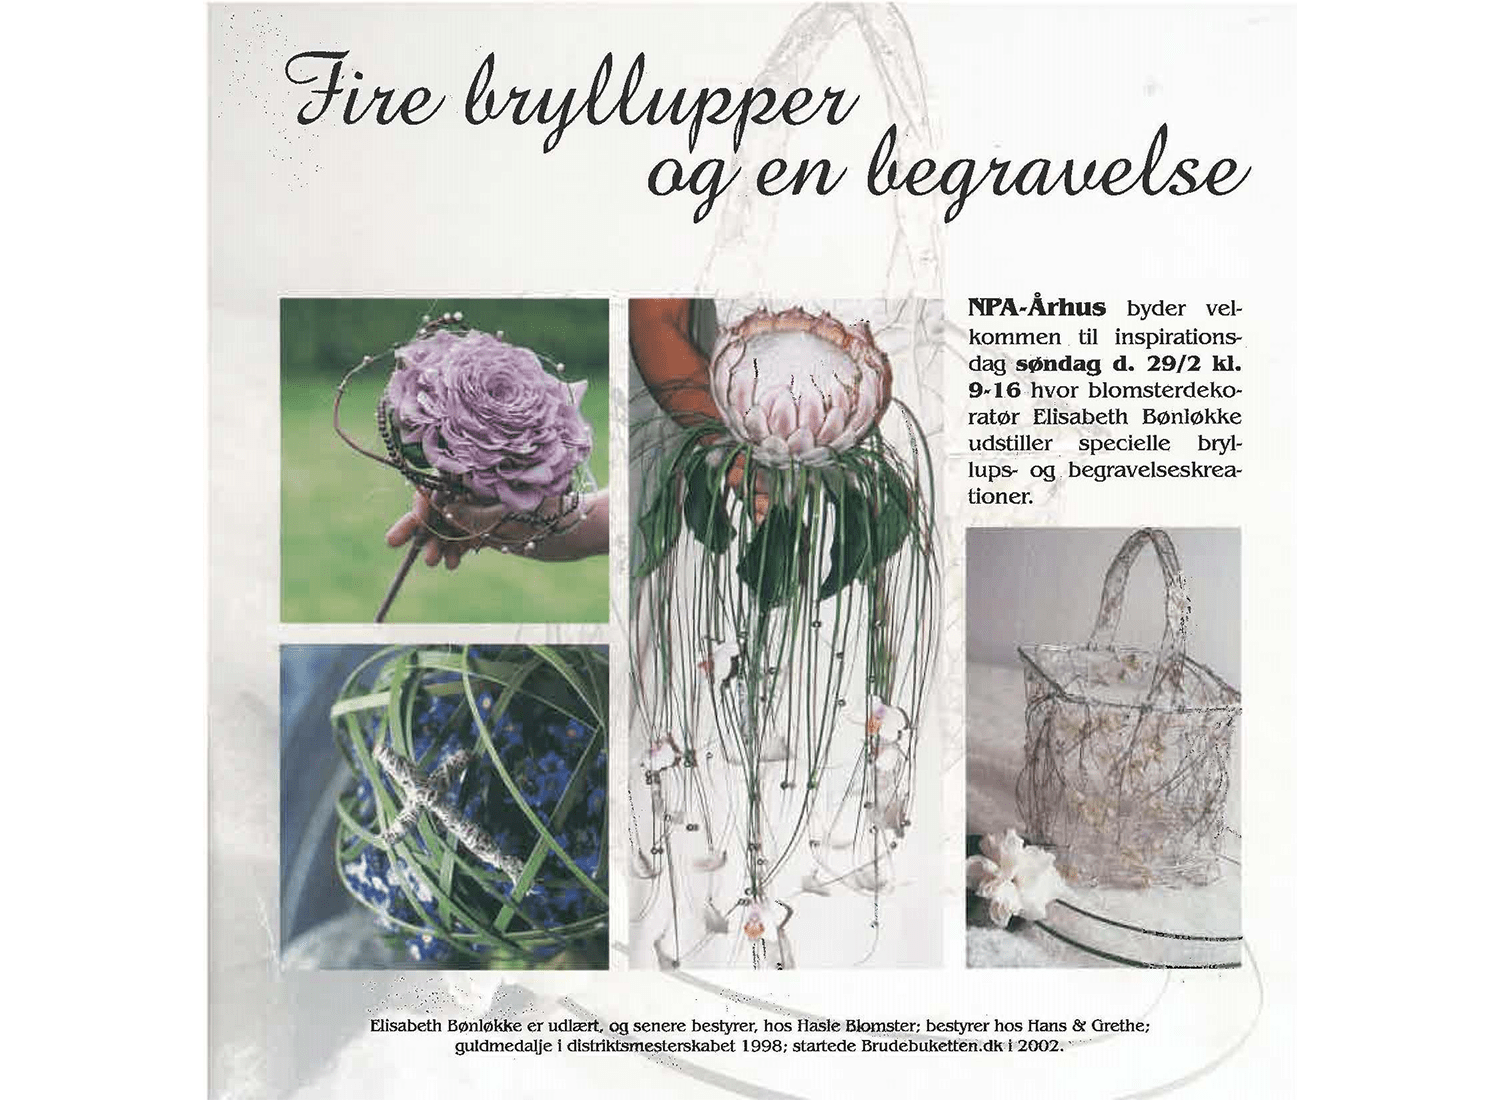 Fire bryllupper
og en begravelse
NPA-Århus byder vel-
kommen til inspirations-
dag søndag d. 29/2 kl.
9-16 hvor blomsterdeko-
ratør Elisabeth Bønløkke
udstiller specielle bryl-
lups- og begravelseskrea-
tioner.
Elisabeth Bønløkke er udlært, og senere bestyrer, hos Hasle Blomster; bestyrer hos Hans & Grethe;
guldmedalje i distriktsmesterskabet 1998; startede Brudebuketten.dk i 2002.